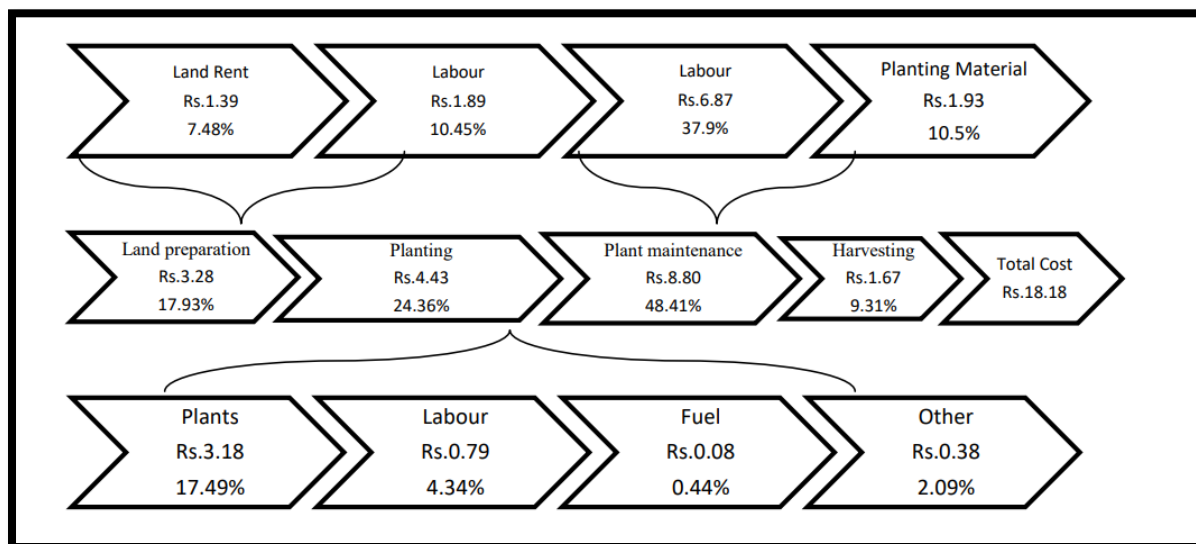 Land Rent
Rs.1.39
7.48%
Labour
Rs.1.89
10.45%
Labour
Rs.6.87
37.9%
Planting Material
Rs.1.93
10.5%
Land preparation
Rs.3.28
17.93%
Planting
Rs.4.43
24.36%
Plant maintenance
Rs.8.80
48.41%
Harvesting
Rs.1.67
9.31%
Total Cost
Rs.18.18
Plants
Rs.3.18
17.49%
Labour
Rs.0.79
4.34%
Fuel
Rs.0.08
0.44%
Other
Rs.0.38
2.09%